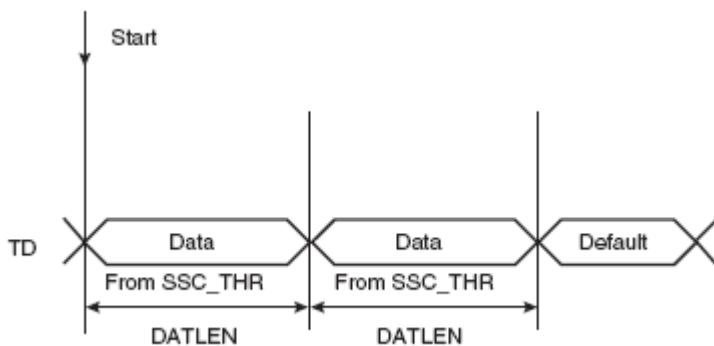 Start
TD
Data
Data
Default
From SSC_THR
From SSC_THR
DATLEN
DATLEN